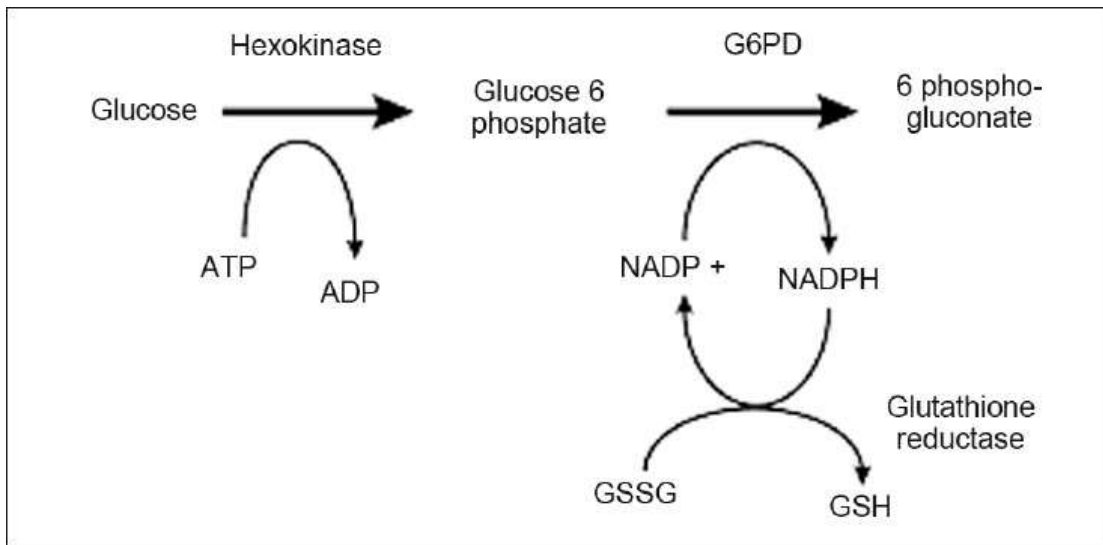 Hexokinase
G6PD
Glucose
Glucose 6
phosphate
6 phospho-
gluconate
ATP
ADP
NADP +
NADPH
Glutathione
reductase
GSSG
GSH